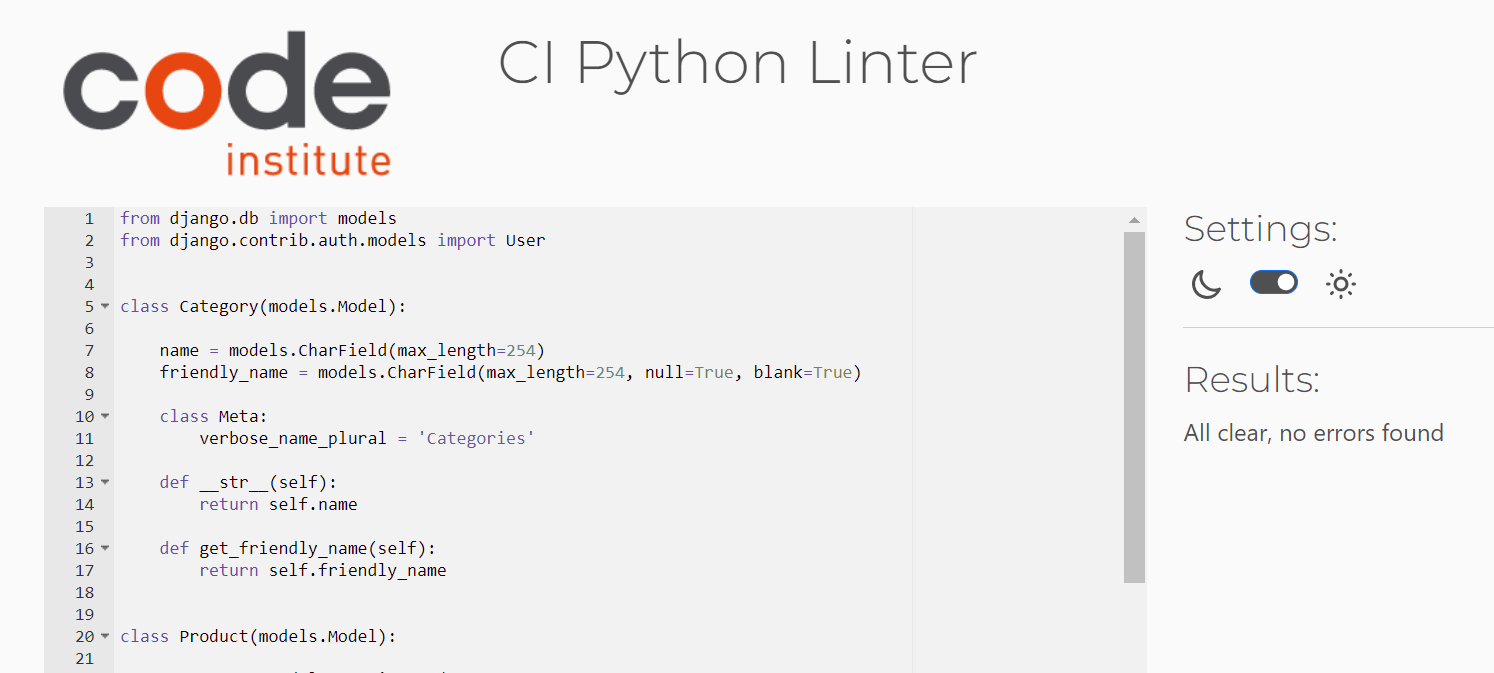 code
institute
CI Python Linter
1 from django.db import models
2 from django.contrib.auth.models import User
3
4
5 class Category(models.Model):
6
7     name = models.CharField(max_length=254)
8     friendly_name = models.CharField(max_length=254, null=True, blank=True)
9
10     class Meta:
11         verbose_name_plural = 'Categories'
12
13     def __str__(self):
14         return self.name
15
16     def get_friendly_name(self):
17         return self.friendly_name
18
19
20 class Product(models.Model):
21
Settings:
Results:
All clear, no errors found